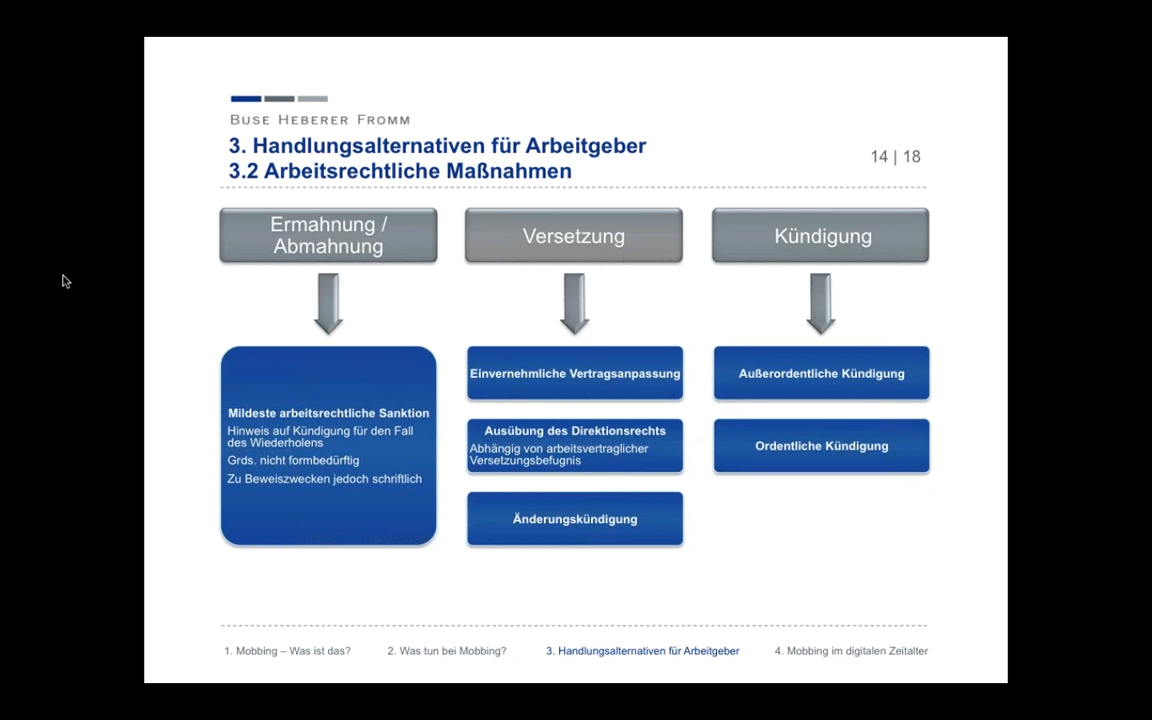 BUSE HEBERER FROMM
3. Handlungsalternativen für Arbeitgeber
3.2 Arbeitsrechtliche Maßnahmen
14 | 18
Ermahnung /
Abmahnung
Versetzung
Kündigung
Mildeste arbeitsrechtliche Sanktion
Hinweis auf Kündigung für den Fall
des Wiederholens
Grds. nicht formbedürftig
Zu Beweiszwecken jedoch schriftlich
Einvernehmliche Vertragsanpassung
Ausübung des Direktionsrechts
Abhängig von arbeitsvertraglicher
Versetzungsbefugnis
Änderungskündigung
Außerordentliche Kündigung
Ordentliche Kündigung
1. Mobbing – Was ist das?
2. Was tun bei Mobbing?
3. Handlungsalternativen für Arbeitgeber
4. Mobbing im digitalen Zeitalter